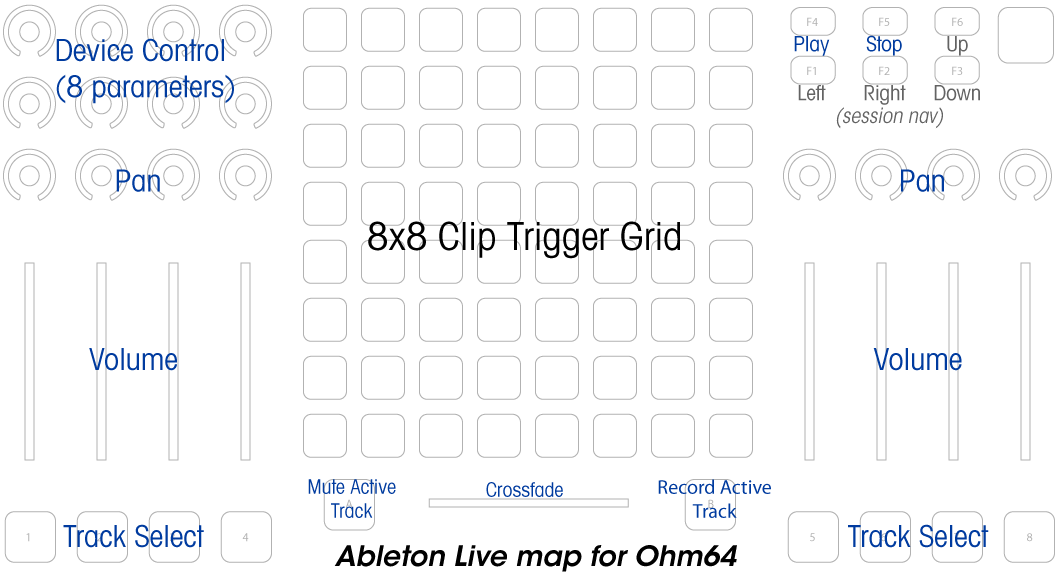 Device Control
(8 parameters)
F4
F5
F6
Play
Stop
Up
F1
F2
F3
Left
Right
Down
(session nav)
Pan
Pan
8x8 Clip Trigger Grid
Volume
Volume
Mute Active
Track
A
Crossfade
Record Active
Track
B
1
Track Select
4
5
Track Select
8
Ableton Live map for Ohm64